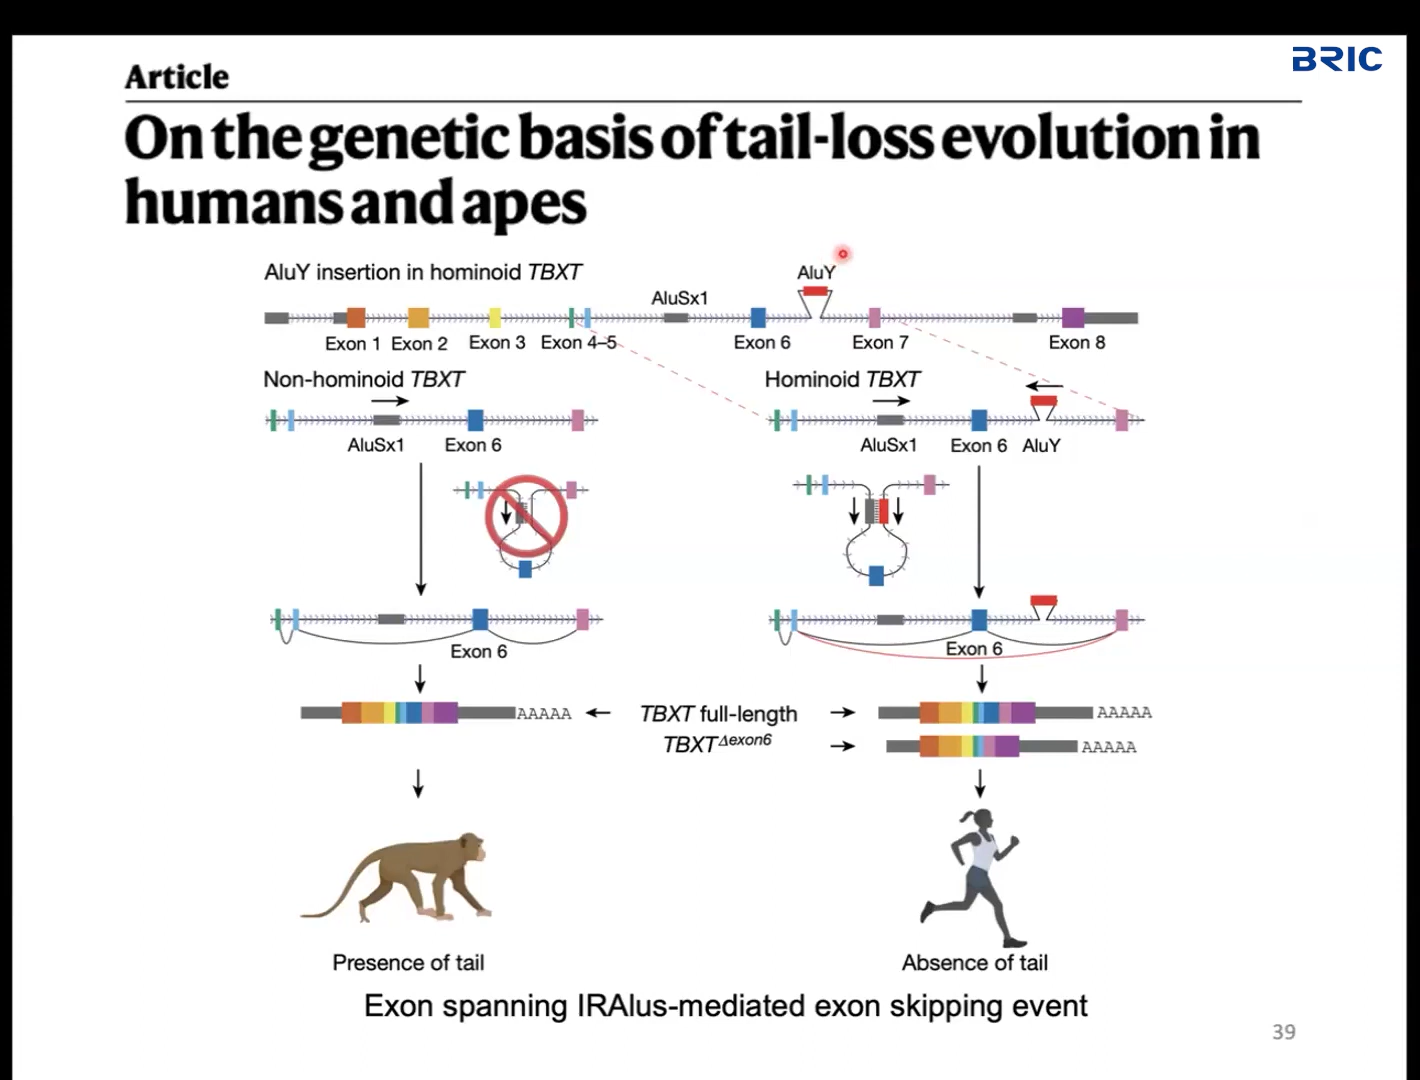 BRIC
Article
On the genetic basis of tail-loss evolution in
humans and apes
AluY insertion in hominoid TBXT
AluY
AluSx1
Exon 1 Exon 2 Exon 3 Exon 4–5 Exon 6 Exon 7 Exon 8
Non-hominoid TBXT
Hominoid TBXT
AluSx1 Exon 6
AluSx1 Exon 6 AluY
Exon 6
Exon 6
AAAAA
TBXT full-length
AAAAA
TBXTΔexon6
AAAAA
Presence of tail
Absence of tail
Exon spanning IRAlus-mediated exon skipping event
39